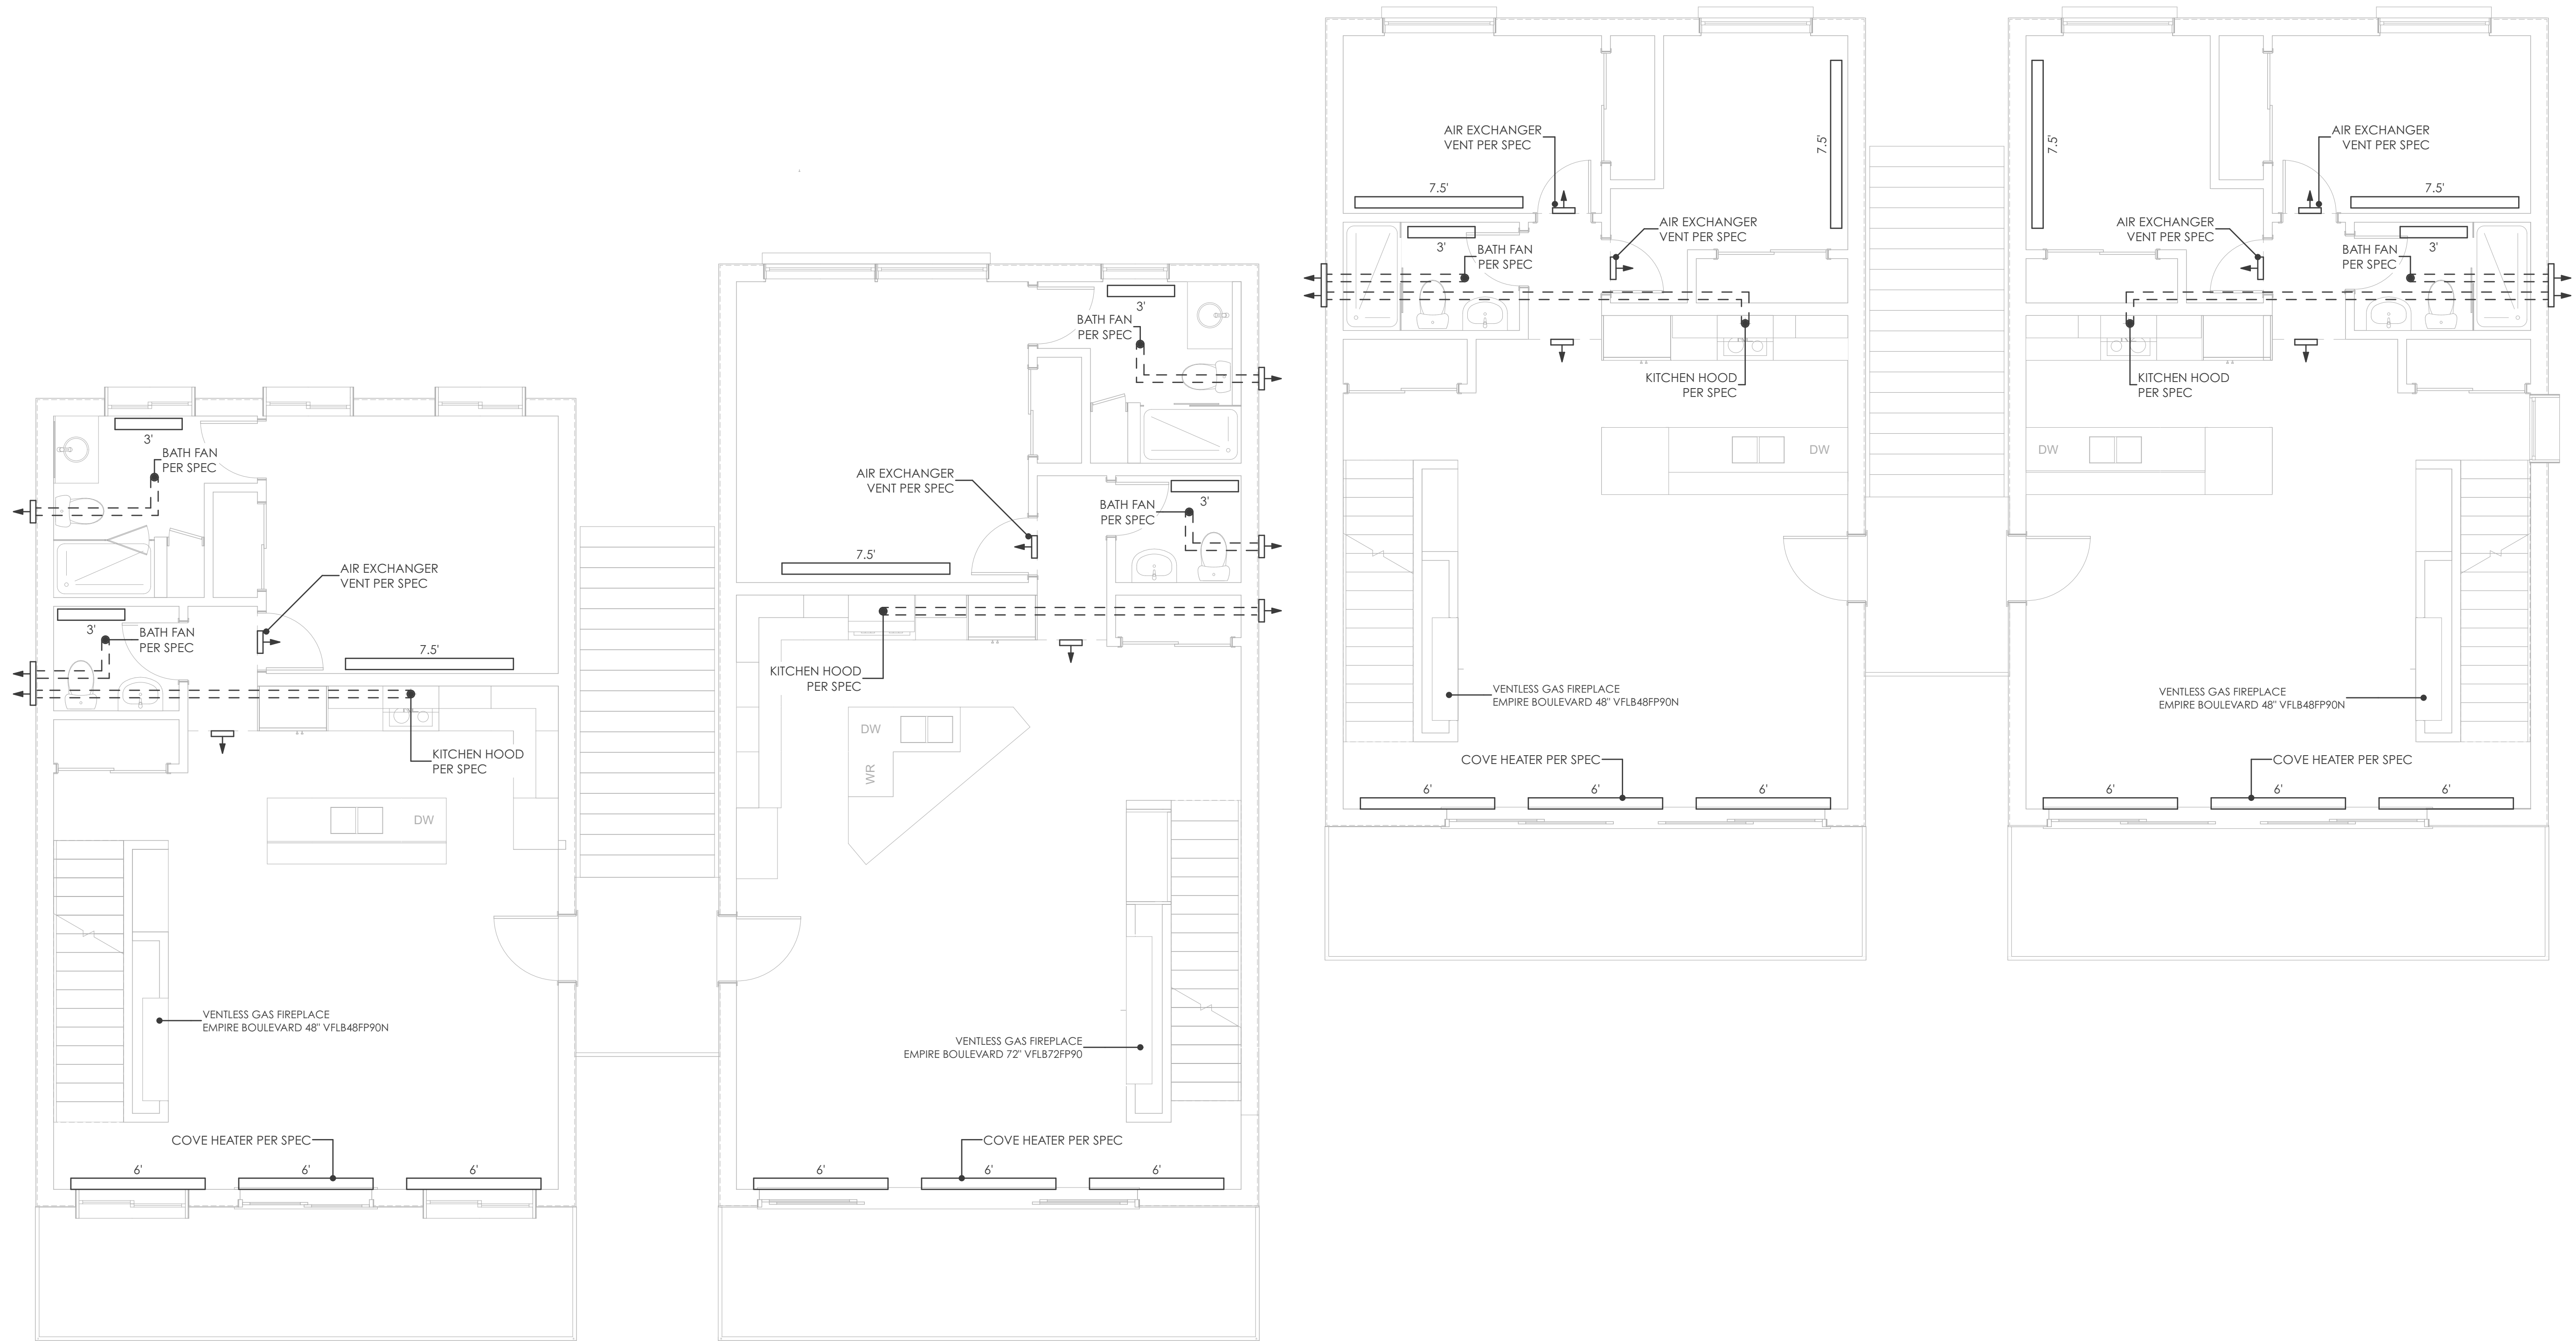 3'
BATH FAN
PER SPEC
AIR EXCHANGER
VENT PER SPEC
3'
BATH FAN
PER SPEC
7.5'
KITCHEN HOOD
PER SPEC
DW
VENTLESS GAS FIREPLACE
EMPIRE BOULEVARD 48" VFLB48FP90N
COVE HEATER PER SPEC
6'
6'
6'
3'
BATH FAN
PER SPEC
AIR EXCHANGER
VENT PER SPEC
3'
BATH FAN
PER SPEC
7.5'
KITCHEN HOOD
PER SPEC
DW
WR
VENTLESS GAS FIREPLACE
EMPIRE BOULEVARD 72" VFLB72FP90
COVE HEATER PER SPEC
6'
6'
6'
AIR EXCHANGER
VENT PER SPEC
7.5'
7.5'
AIR EXCHANGER
VENT PER SPEC
3'
BATH FAN
PER SPEC
KITCHEN HOOD
PER SPEC
DW
VENTLESS GAS FIREPLACE
EMPIRE BOULEVARD 48" VFLB48FP90N
COVE HEATER PER SPEC
6'
6'
6'
7.5'
AIR EXCHANGER
VENT PER SPEC
7.5'
AIR EXCHANGER
VENT PER SPEC
BATH FAN
PER SPEC
3'
KITCHEN HOOD
PER SPEC
DW
VENTLESS GAS FIREPLACE
EMPIRE BOULEVARD 48" VFLB48FP90N
COVE HEATER PER SPEC
6'
6'
6'